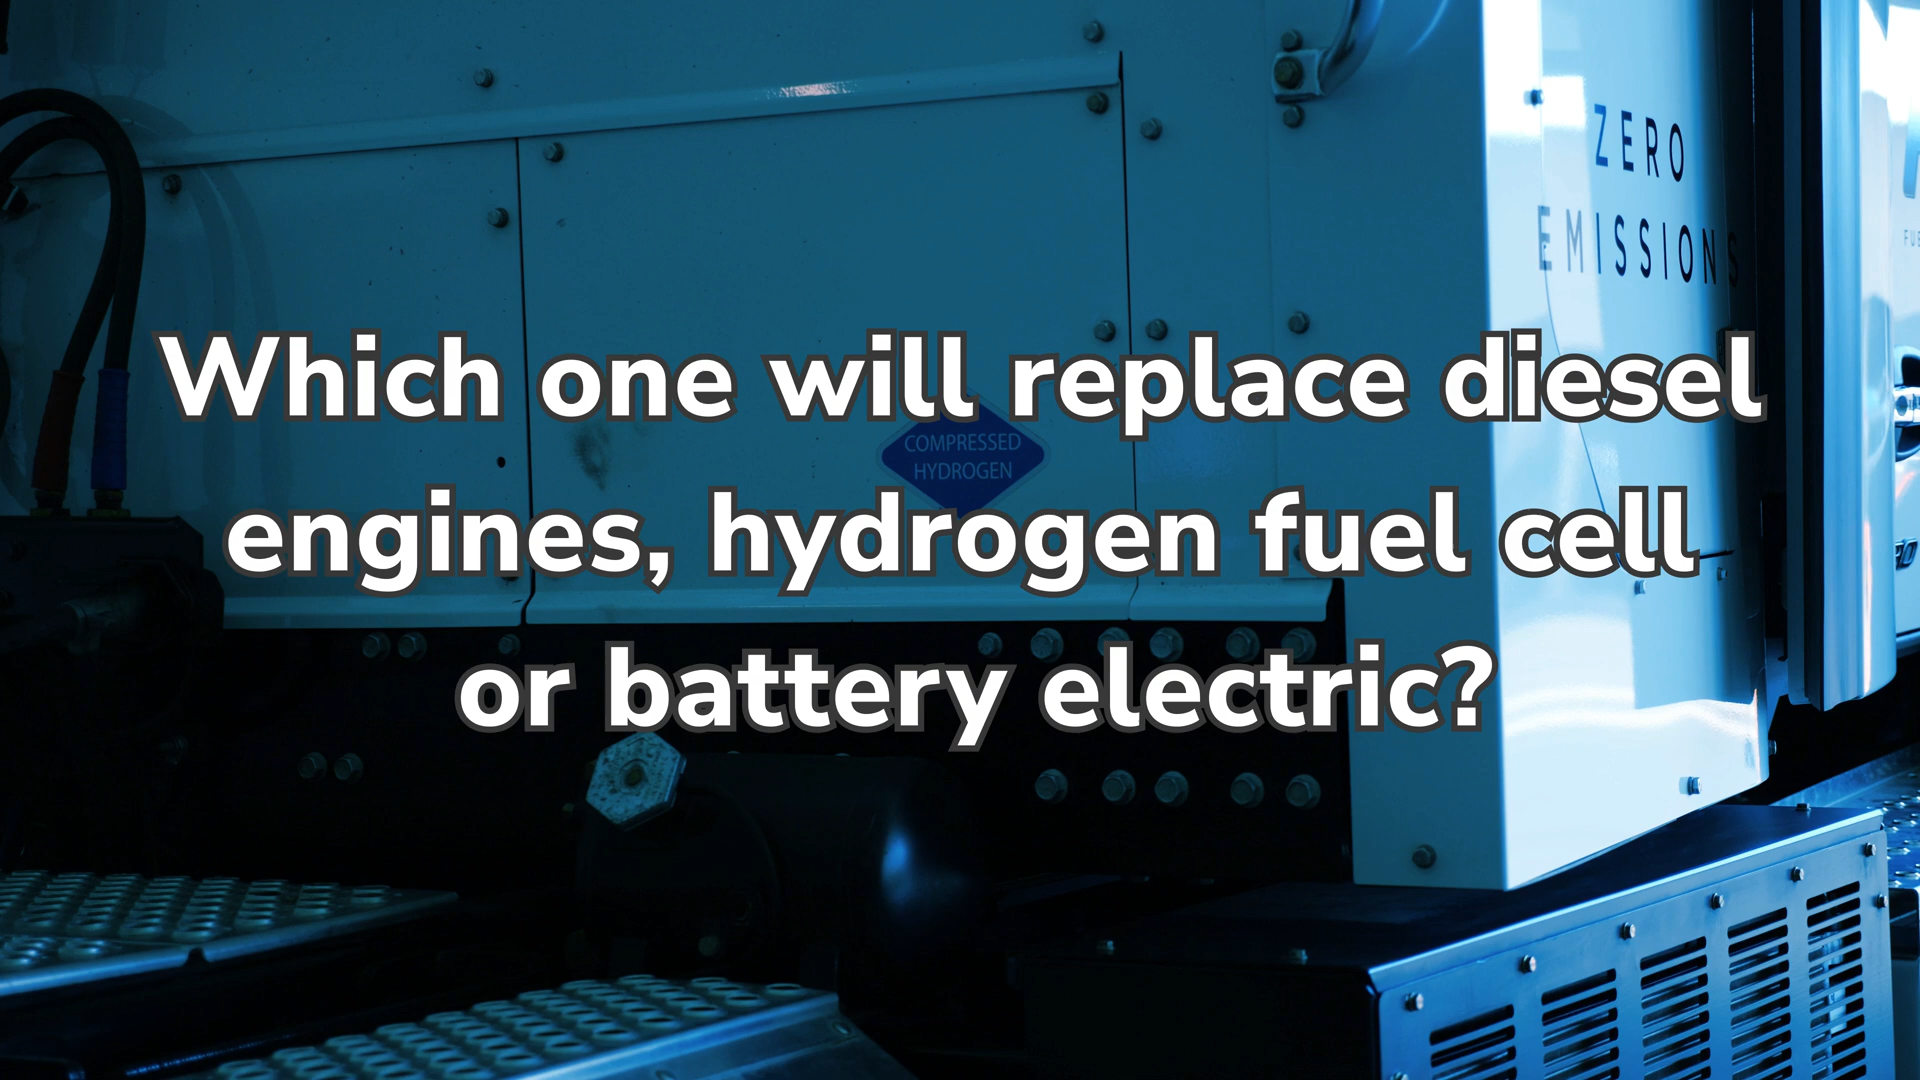 ZERO
EMISSIONS
Which one will replace diesel
COMPRESSED
HYDROGEN
engines, hydrogen fuel cell
or battery electric?